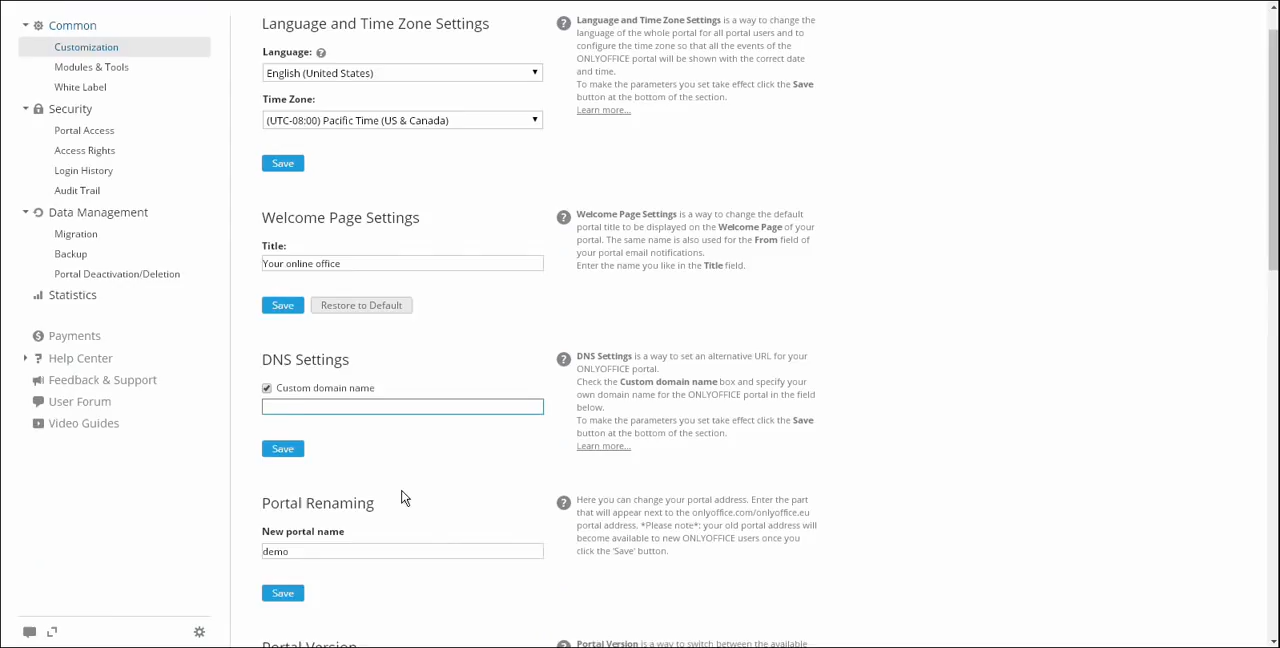 Common
Customization
Modules & Tools
White Label
Security
Portal Access
Access Rights
Login History
Audit Trail
Data Management
Migration
Backup
Portal Deactivation/Deletion
Statistics
Payments
Help Center
Feedback & Support
User Forum
Video Guides
Language and Time Zone Settings
Language:
English (United States)
Time Zone:
(UTC-08:00) Pacific Time (US & Canada)
Save
Language and Time Zone Settings is a way to change the
language of the whole portal for all portal users and to
configure the time zone so that all the events of the
ONLYOFFICE portal will be shown with the correct date
and time.
To make the parameters you set take effect click the Save
button at the bottom of the section.
Learn more...
Welcome Page Settings
Title:
Your online office
Save Restore to Default
Welcome Page Settings is a way to change the default
portal title to be displayed on the Welcome Page of your
portal. The same name is also used for the From field of
your portal email notifications.
Enter the name you like in the Title field.
DNS Settings
Custom domain name
Save
DNS Settings is a way to set an alternative URL for your
ONLYOFFICE portal.
Check the Custom domain name box and specify your
own domain name for the ONLYOFFICE portal in the field
below.
To make the parameters you set take effect click the Save
button at the bottom of the section.
Learn more...
Portal Renaming
New portal name
demo
Save
Here you can change your portal address. Enter the part
that will appear next to the onlyoffice.com/onlyoffice.eu
portal address. *Please note*: your old portal address will
become available to new ONLYOFFICE users once you
click the 'Save' button.
Portal Version
Portal Version is a way to switch between the available